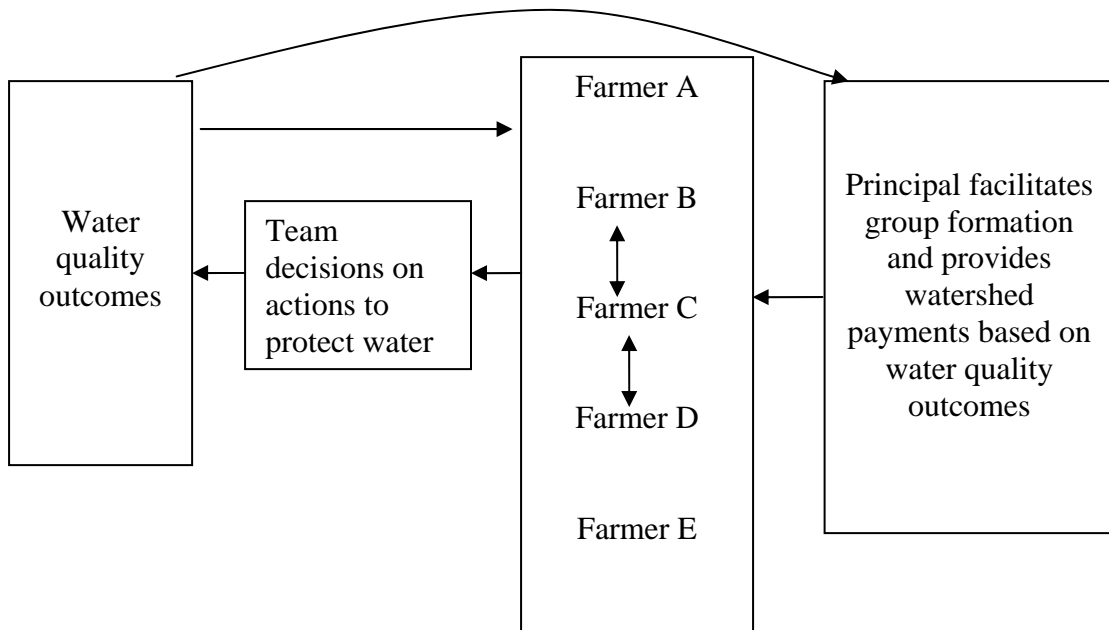 Water
quality
outcomes
Team
decisions on
actions to
protect water
Farmer A
Farmer B
Farmer C
Farmer D
Farmer E
Principal facilitates
group formation
and provides
watershed
payments based on
water quality
outcomes